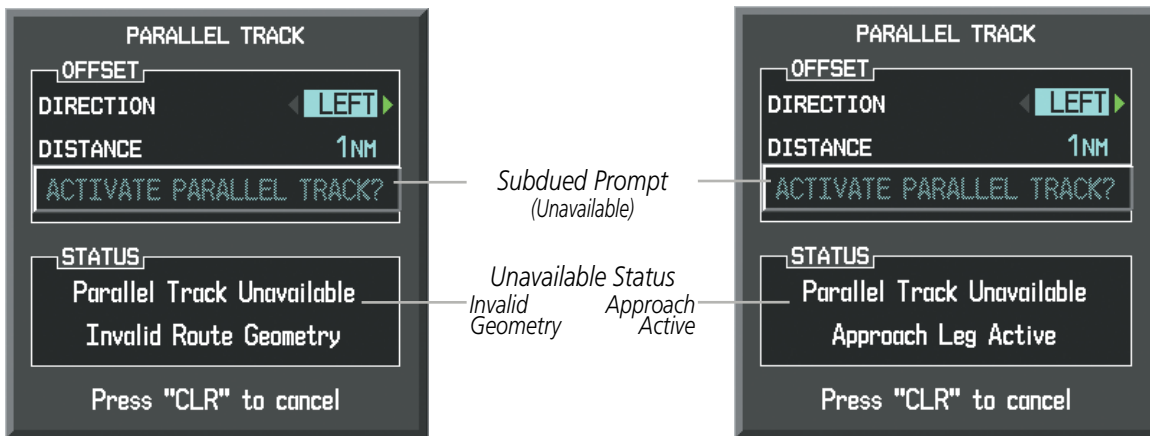 PARALLEL TRACK
OFFSET
DIRECTION LEFT
DISTANCE 1NM
ACTIVATE PARALLEL TRACK?
STATUS
Parallel Track Unavailable
Invalid Route Geometry
Press "CLR" to cancel
Subdued Prompt
(Unavailable)
Unavailable Status
Invalid
Geometry
Approach
Active
PARALLEL TRACK
OFFSET
DIRECTION LEFT
DISTANCE 1NM
ACTIVATE PARALLEL TRACK?
STATUS
Parallel Track Unavailable
Approach Leg Active
Press "CLR" to cancel